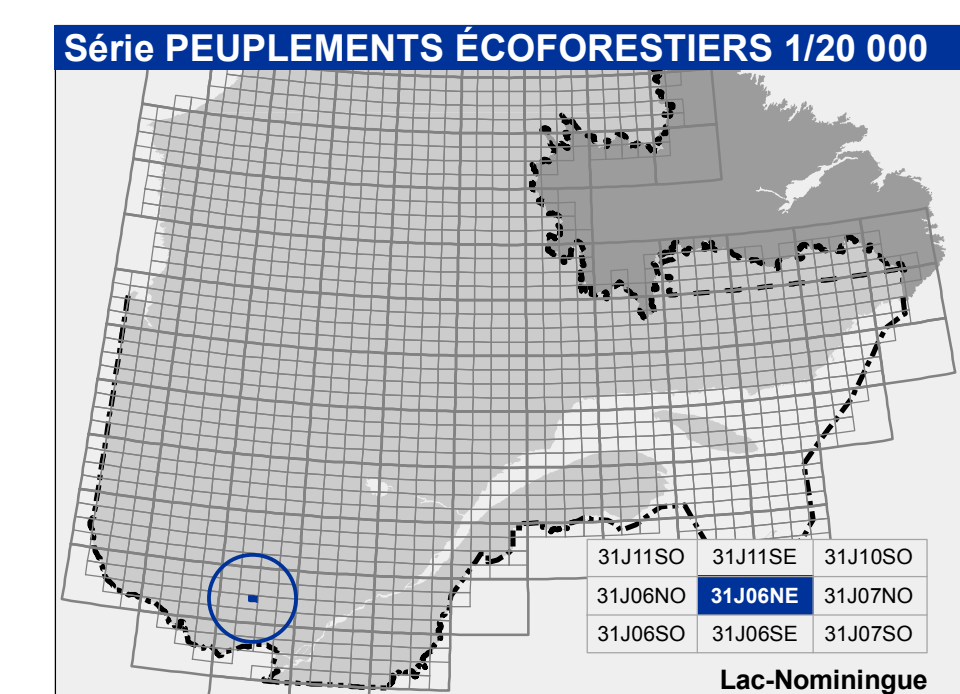 Série PEUPLEMENTS ÉCOFORESTIERS 1/20 000
31J11SO 31J11SE 31J10SO
31J06NO 31J06NE 31J07NO
31J06SO 31J06SE 31J07SO
Lac-Nominingue